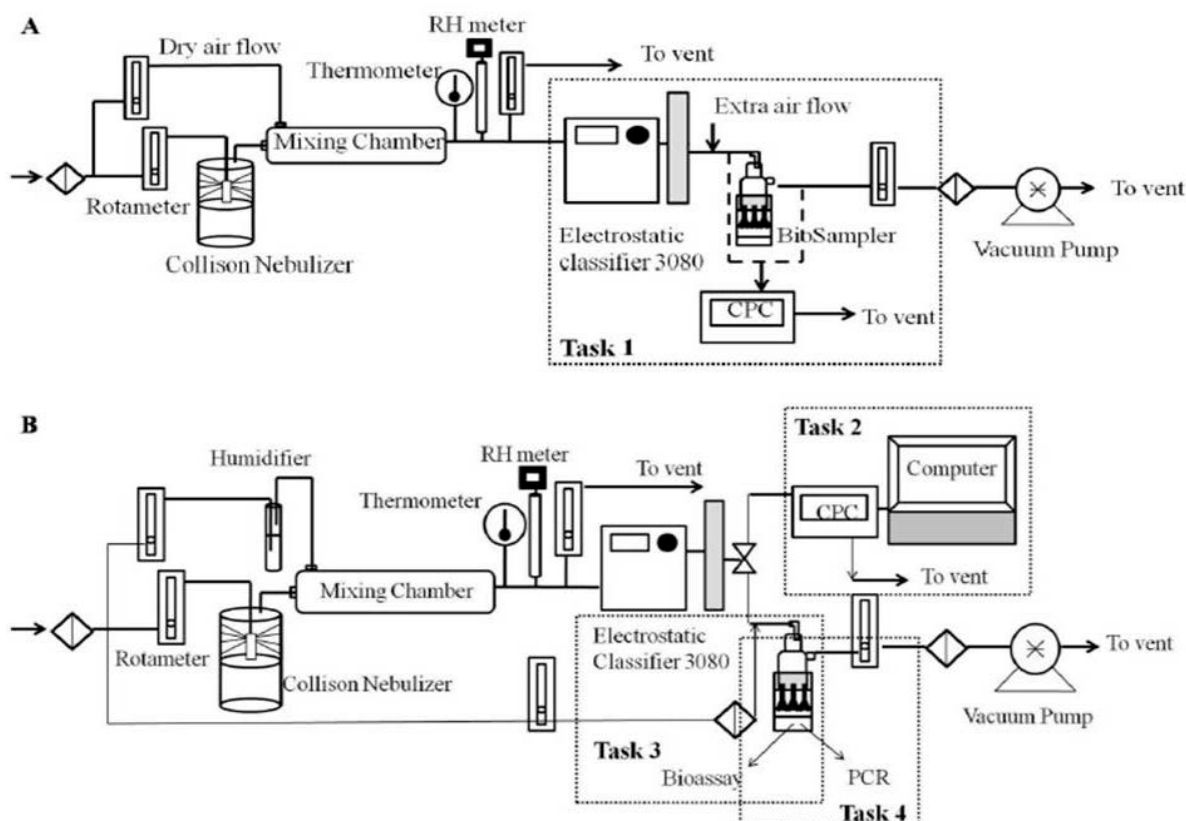 A
RH meter
Dry air flow
Thermometer
To vent
Extra air flow
Mixing Chamber
Rotameter
Collison Nebulizer
Electrostatic
classifier 3080
BioSampler
To vent
Vacuum Pump
CPC
To vent
Task 1
B
Task 2
Humidifier
RH meter
To vent
Computer
Thermometer
CPC
To vent
Mixing Chamber
Rotameter
Collison Nebulizer
Electrostatic
Classifier 3080
To vent
Vacuum Pump
Task 3
Bioassay
PCR
Task 4